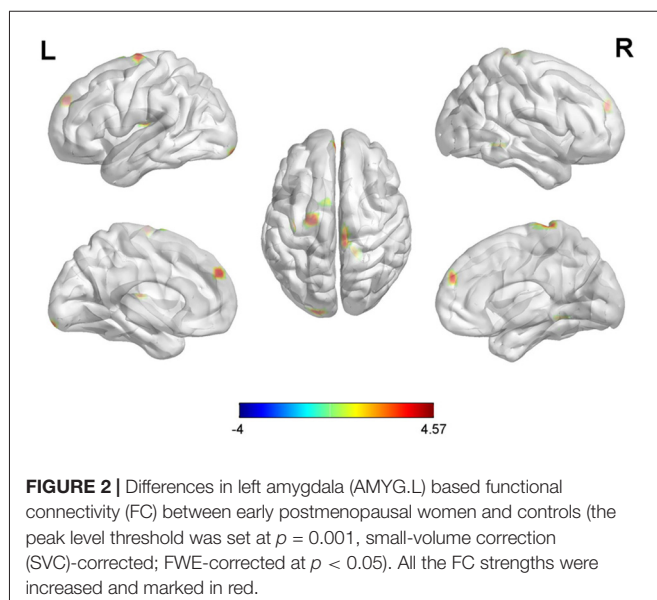 L
R
-4
4.57
FIGURE 2 | Differences in left amygdala (AMYG.L) based functional
connectivity (FC) between early postmenopausal women and controls (the
peak level threshold was set at p = 0.001, small-volume correction
(SVC)-corrected; FWE-corrected at p < 0.05). All the FC strengths were
increased and marked in red.